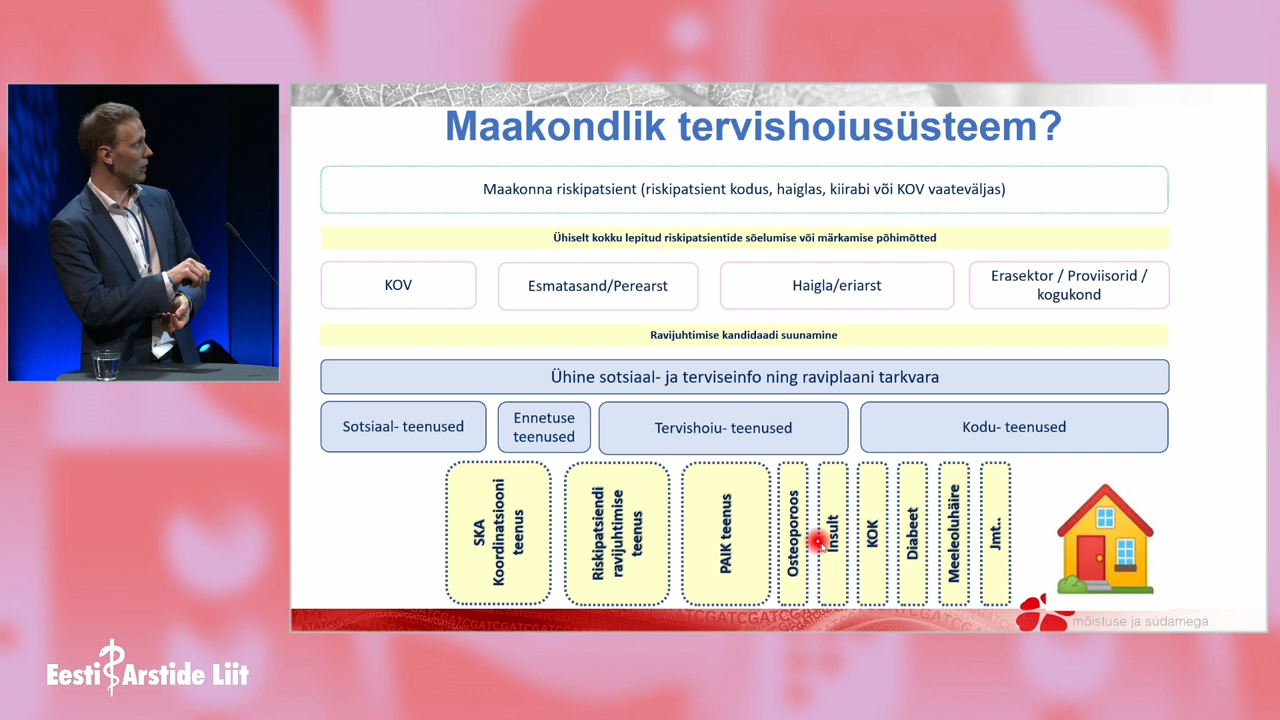 Maakondlik tervishoiusüsteem?
Maakonna riskipatsient (riskipatsient kodus, haiglas, kiirabi või KOV vaateväljas)
Ühiselt kokku lepitud riskipatsientide sõelumise või märkamise põhimõtted
KOV
Esmatasand/Perearst
Haigla/eriarst
Erasektor / Proviisorid /
kogukond
Ravijuhtimise kandidaadi suunamine
Ühine sotsiaal- ja terviseinfo ning raviplaani tarkvara
Sotsiaal- teenused
Ennetuse
teenused
Tervishoiu- teenused
Kodu- teenused
SKA
Koordinatsiooni
teenus
Riskipatsiendi
ravijuhtimise
teenus
PAIK teenus
Osteoporoos
Insult
KOK
Diabeet
Meeleoluhäire
Jmt..
mõistuse ja südamega
Eesti Arstide Liit